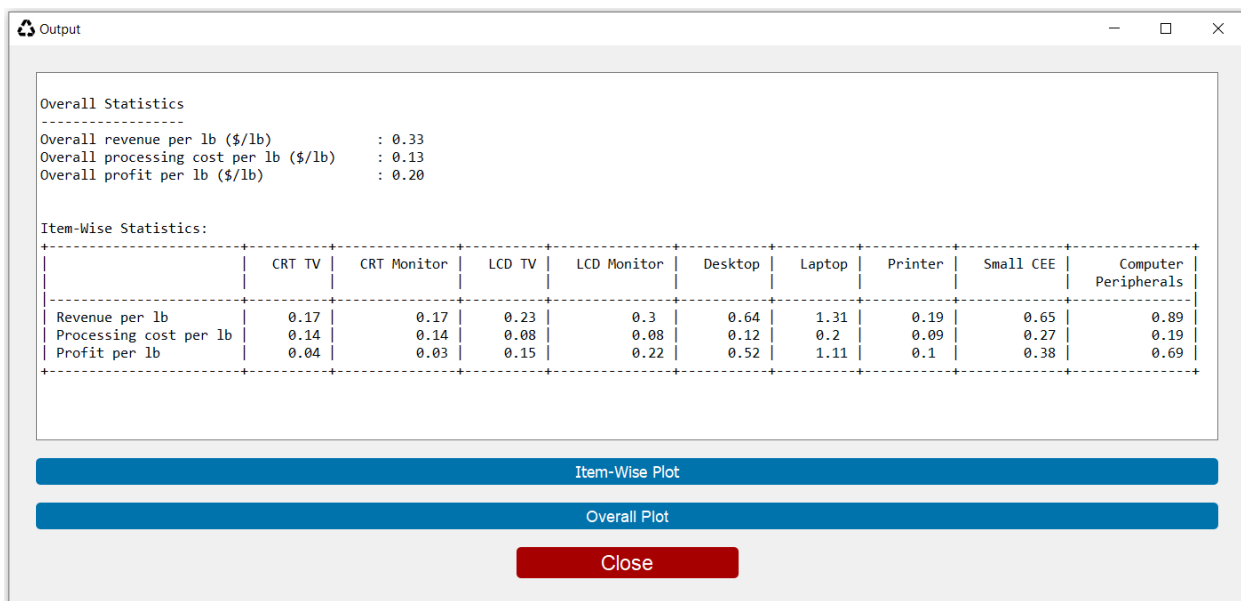 Output
Overall Statistics
------------------
Overall revenue per lb ($/lb) : 0.33
Overall processing cost per lb ($/lb) : 0.13
Overall profit per lb ($/lb) : 0.20
Item-Wise Statistics:
| | CRT TV | CRT Monitor | LCD TV | LCD Monitor | Desktop | Laptop | Printer | Small CEE | Computer |
| | | | | | | | | | Peripherals |
| Revenue per lb | 0.17 | 0.17 | 0.23 | 0.3 | 0.64 | 1.31 | 0.19 | 0.65 | 0.89 |
| Processing cost per lb | 0.14 | 0.14 | 0.08 | 0.08 | 0.12 | 0.2 | 0.09 | 0.27 | 0.19 |
| Profit per lb | 0.04 | 0.03 | 0.15 | 0.22 | 0.52 | 1.11 | 0.1 | 0.38 | 0.69 |
Item-Wise Plot
Overall Plot
Close